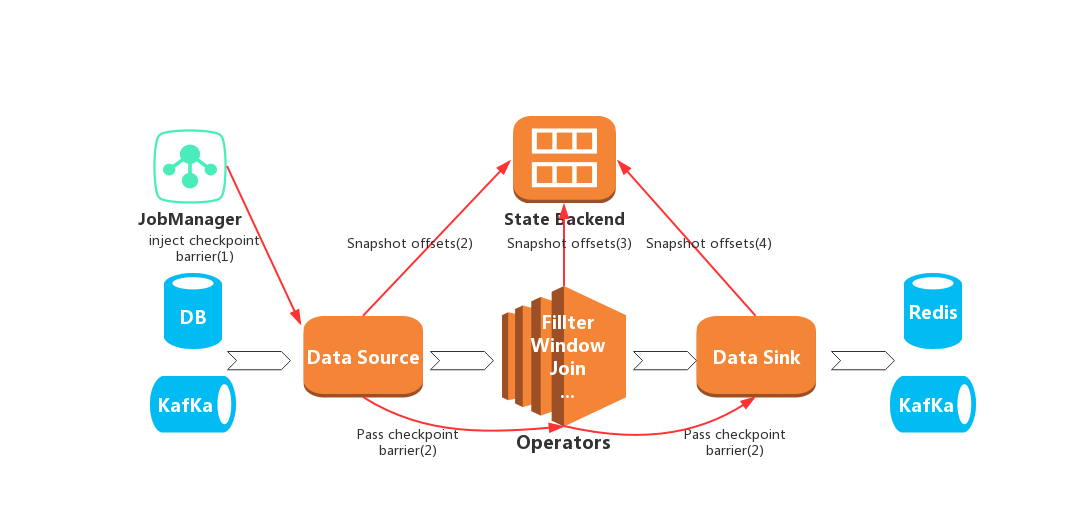 JobManager
inject checkpoint
barrier(1)
State Backend
Snapshot offsets(2)
Snapshot offsets(3)
Snapshot offsets(4)
DB
KafKa
Data Source
Fillter
Window
Join
...
Operators
Data Sink
Redis
KafKa
Pass checkpoint
barrier(2)
Pass checkpoint
barrier(2)